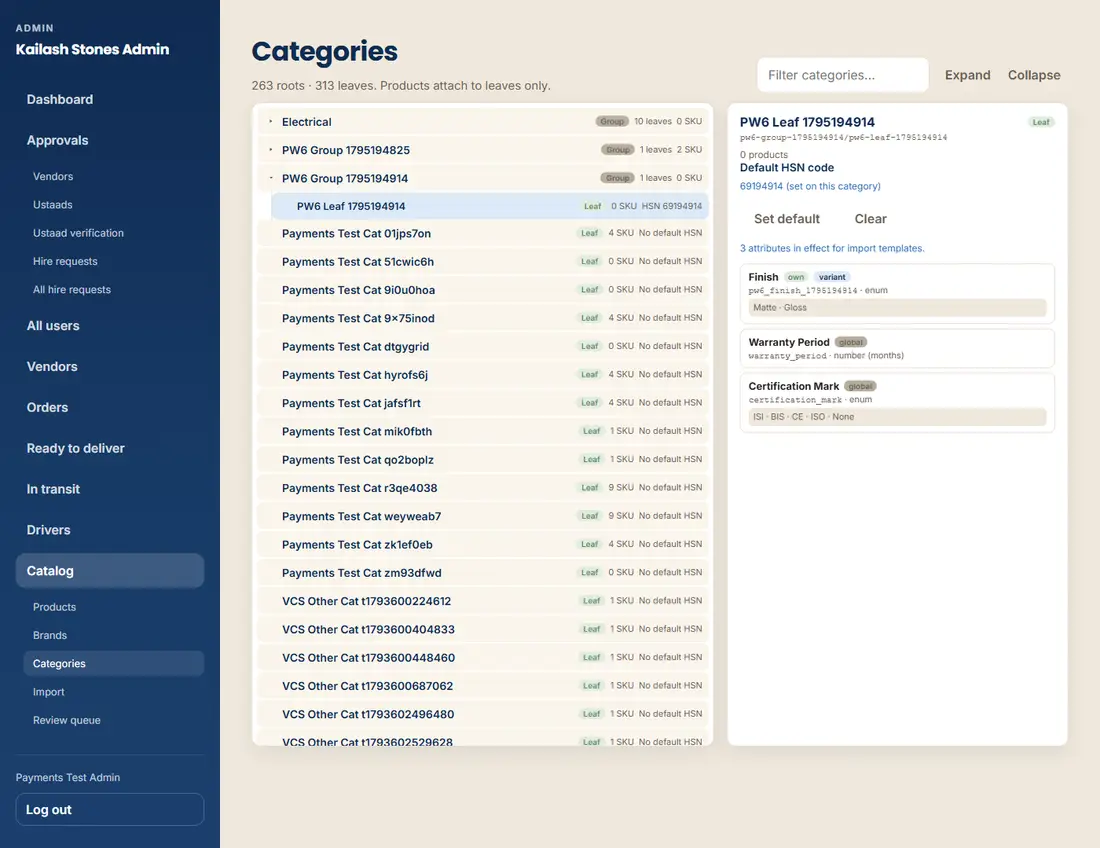 ADMIN
Kailash Stones Admin
Dashboard
Approvals
Vendors
Ustaads
Ustaad verification
Hire requests
All hire requests
All users
Vendors
Orders
Ready to deliver
In transit
Drivers
Catalog
Products
Brands
Categories
Import
Review queue
Payments Test Admin
Log out
Categories
263 roots · 313 leaves. Products attach to leaves only.
Filter categories...
Expand
Collapse
Electrical Group 10 leaves 0 SKU
PW6 Group 1795194825 Group 1 leaves 2 SKU
PW6 Group 1795194914 Group 1 leaves 0 SKU
PW6 Leaf 1795194914 Leaf 0 SKU HSN 69194914
Payments Test Cat 01jps7on Leaf 4 SKU No default HSN
Payments Test Cat 51cwic6h Leaf 0 SKU No default HSN
Payments Test Cat 9i0u0hoa Leaf 0 SKU No default HSN
Payments Test Cat 9×75inod Leaf 4 SKU No default HSN
Payments Test Cat dtgygrid Leaf 0 SKU No default HSN
Payments Test Cat hyrofs6j Leaf 4 SKU No default HSN
Payments Test Cat jafsf1rt Leaf 4 SKU No default HSN
Payments Test Cat mik0fbth Leaf 1 SKU No default HSN
Payments Test Cat qo2boplz Leaf 1 SKU No default HSN
Payments Test Cat r3qe4038 Leaf 9 SKU No default HSN
Payments Test Cat weyweab7 Leaf 9 SKU No default HSN
Payments Test Cat zk1ef0eb Leaf 4 SKU No default HSN
Payments Test Cat zm93dfwd Leaf 0 SKU No default HSN
VCS Other Cat t1793600224612 Leaf 1 SKU No default HSN
VCS Other Cat t1793600404833 Leaf 1 SKU No default HSN
VCS Other Cat t1793600448460 Leaf 1 SKU No default HSN
VCS Other Cat t1793600687062 Leaf 1 SKU No default HSN
VCS Other Cat t1793602496480 Leaf 1 SKU No default HSN
VCS Other Cat t1793602529628 Leaf 1 SKU No default HSN
PW6 Leaf 1795194914 Leaf
pw6-group-1795194914/pw6-leaf-1795194914
0 products
Default HSN code
69194914 (set on this category)
Set default
Clear
3 attributes in effect for import templates.
Finish own variant
pw6_finish_1795194914 · enum
Matte · Gloss
Warranty Period global
warranty_period · number (months)
Certification Mark global
certification_mark · enum
ISI · BIS · CE · ISO · None